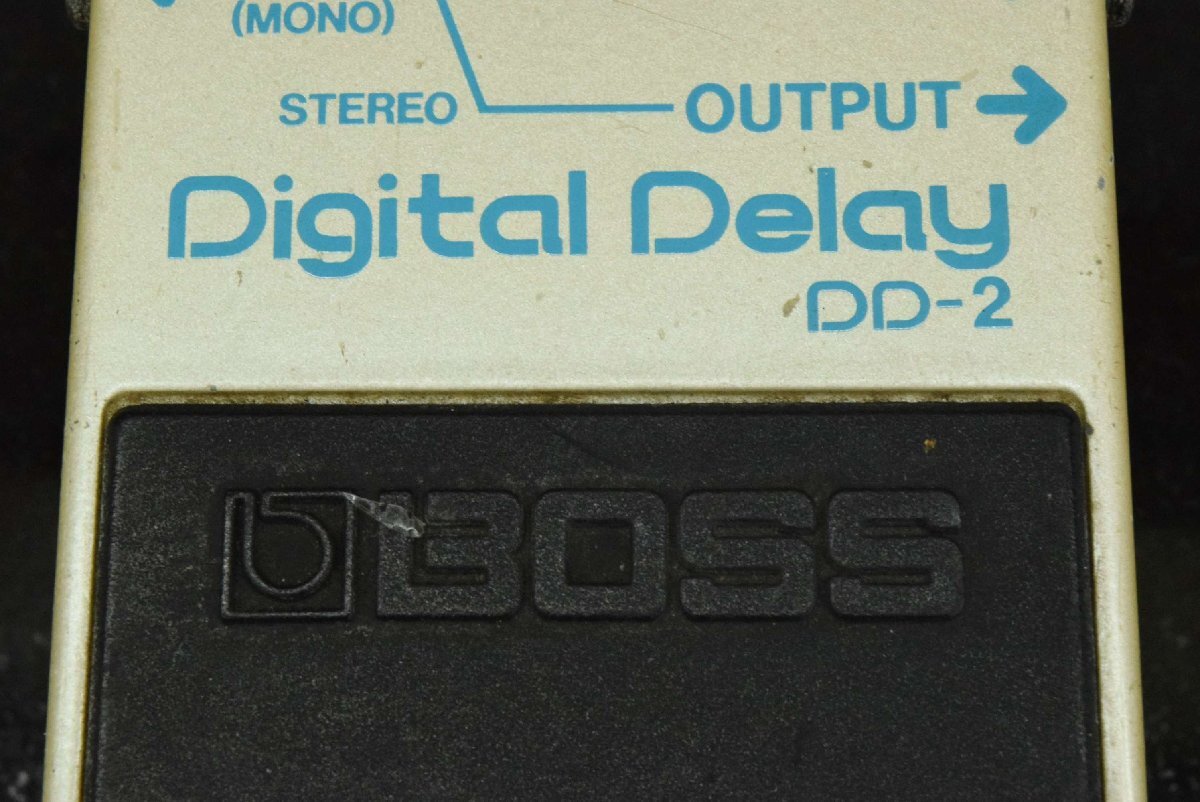 (MONO)
STEREO
OUTPUT
Digital Delay
DD-2
BOSS